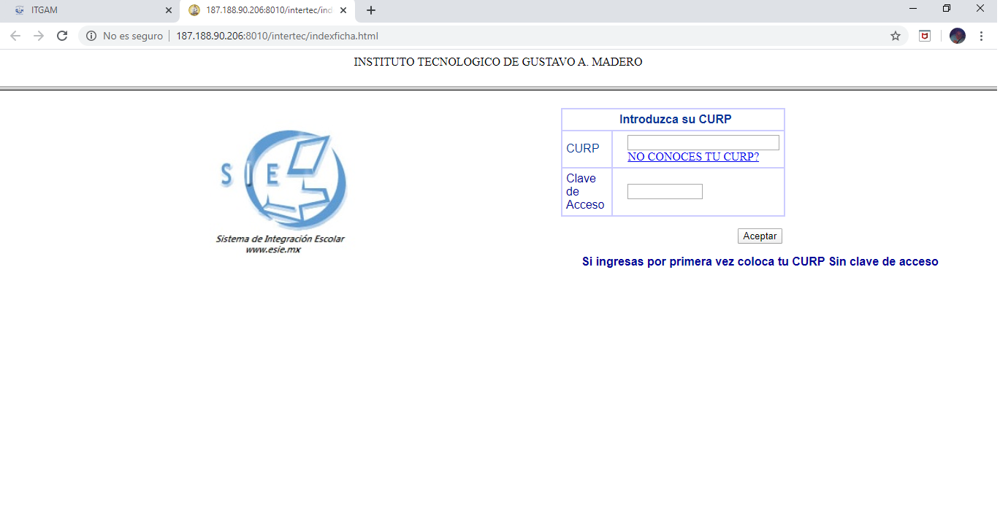 ITGAM
187.188.90.206:8010/intertec/ind
No es seguro
187.188.90.206:8010/intertec/indexficha.html
INSTITUTO TECNOLOGICO DE GUSTAVO A. MADERO
S I E
Sistema de Integración Escolar
www.esie.mx
Introduzca su CURP
CURP
NO CONOCES TU CURP?
Clave
de
Acceso
Aceptar
Si ingresas por primera vez coloca tu CURP Sin clave de acceso